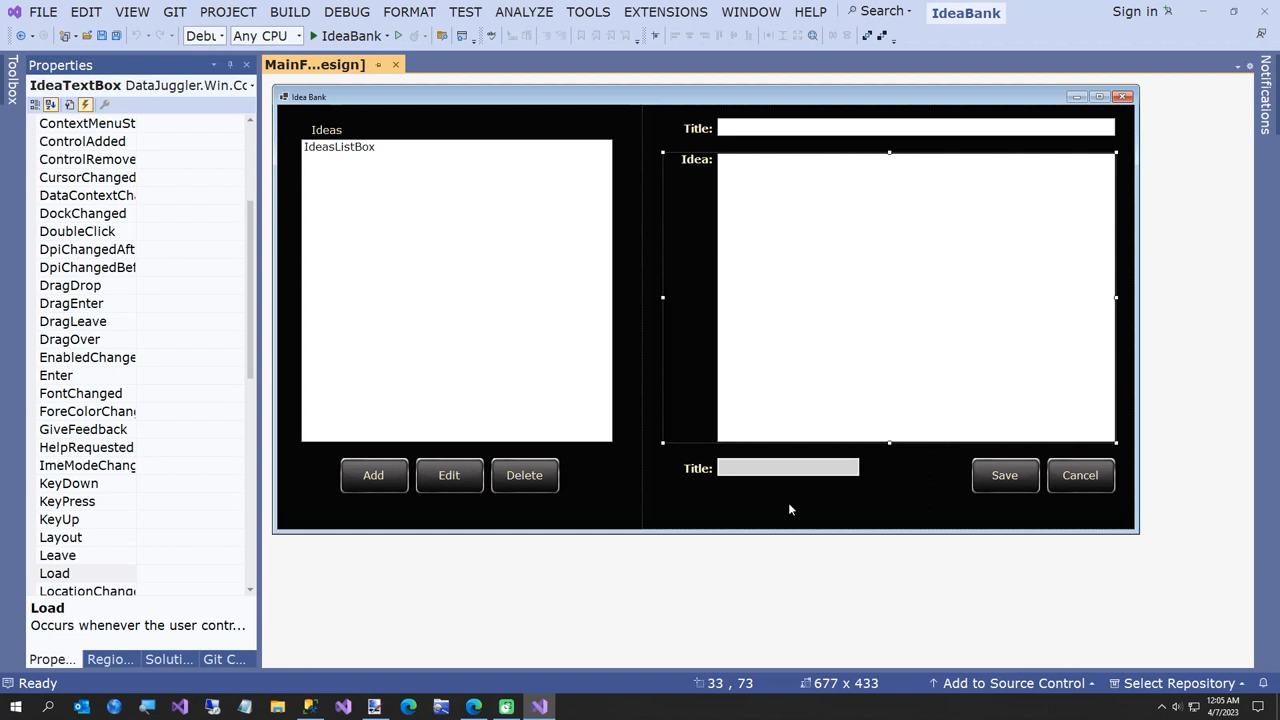 FILE EDIT VIEW GIT PROJECT BUILD DEBUG FORMAT TEST ANALYZE TOOLS EXTENSIONS WINDOW HELP Search IdeaBank Sign in
Debu Any CPU IdeaBank
Toolbox
Properties
MainF...esign]
Notifications
IdeaTextBox DataJuggler.Win.Cc
ContextMenuSt
ControlAdded
ControlRemove
CursorChanged
DataContextCha
DockChanged
DoubleClick
DpiChangedAft
DpiChangedBef
DragDrop
DragEnter
DragLeave
DragOver
EnabledChange
Enter
FontChanged
ForeColorChan
GiveFeedback
HelpRequested
ImeModeChang
KeyDown
KeyPress
KeyUp
Layout
Leave
Load
LocationChange
Load
Occurs whenever the user contr...
Prope... Regio... Soluti... Git C...
Idea Bank
Ideas
IdeasListBox
Add Edit Delete
Title:
Idea:
Title:
Save Cancel
Ready 33 , 73 677 x 433 Add to Source Control Select Repository
12:05 AM
4/7/2023